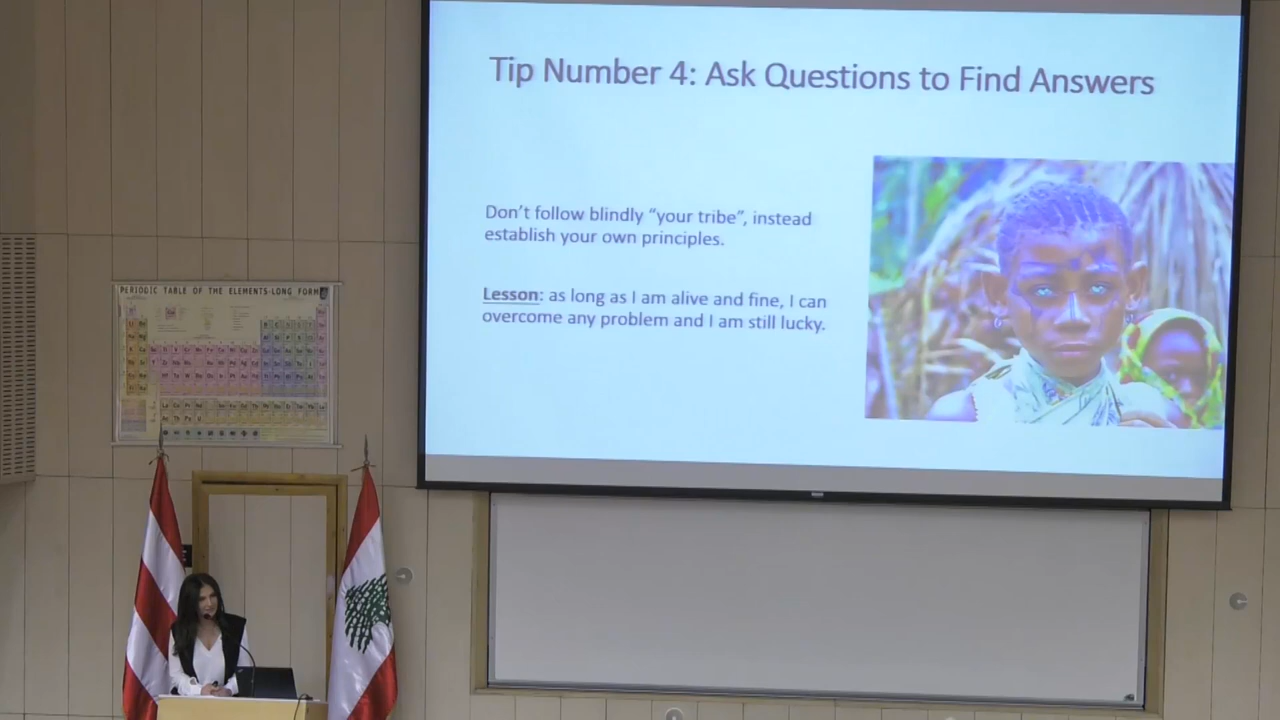 Tip Number 4: Ask Questions to Find Answers
Don't follow blindly “your tribe”, instead
establish your own principles.
Lesson: as long as I am alive and fine, I can
overcome any problem and I am still lucky.
PERIODIC TABLE OF THE ELEMENTS-LONG FORM